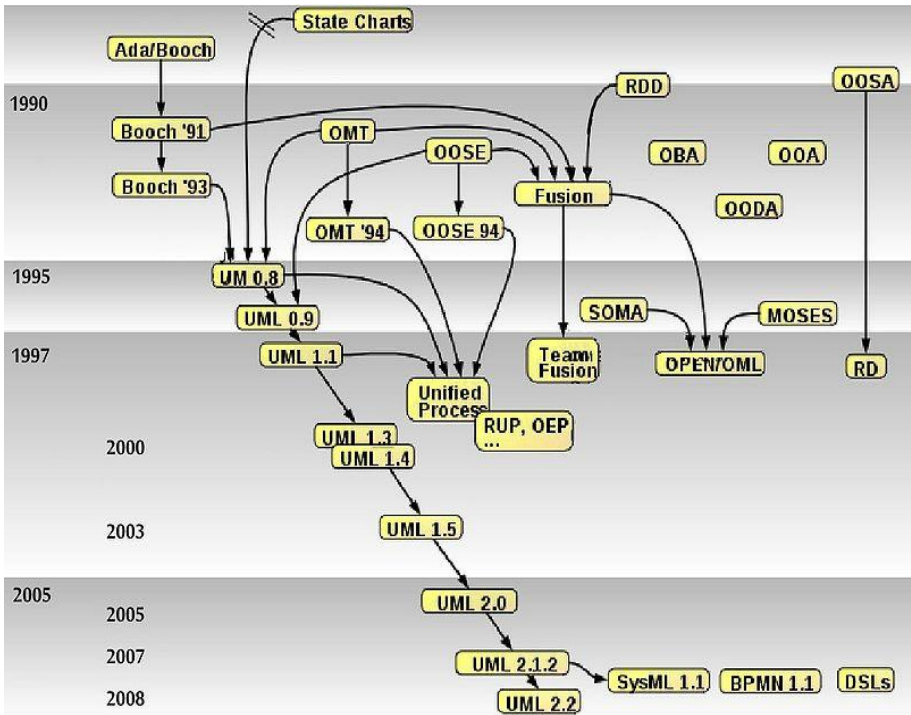 State Charts
Ada/Booch
OOSA
RDD
1990
Booch '91
OMT
OOSE
OBA
OOA
Booch '93
Fusion
OODA
OMT '94
OOSE 94
1995
UM 0.8
UML 0.9
SOMA
MOSES
1997
UML 1.1
Team
Fusion
OPEN/OML
RD
Unified
Process
RUP, OEP
...
UML 1.3
2000
UML 1.4
2003
UML 1.5
2005
UML 2.0
2005
2007
UML 2.1.2
SysML 1.1
BPMN 1.1
DSLs
2008
UML 2.2